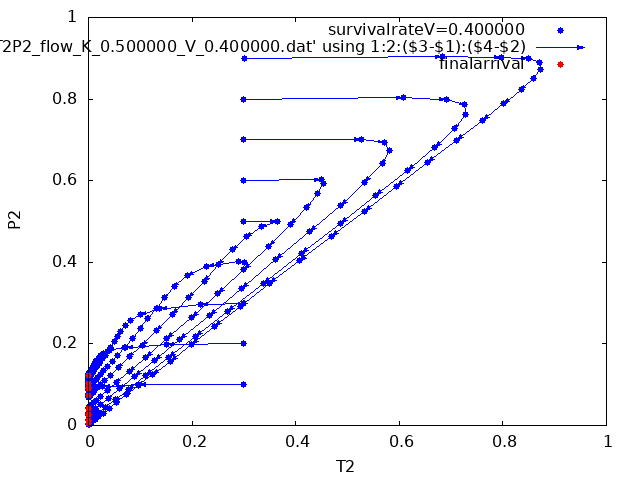 survivalrateV=0.400000
T2P2_flow_K_0.500000_V_0.400000.dat' using 1:2:($3-$1):($4-$2)
finalarrival
1
0.8
0.6
0.4
0.2
0
P2
0 0.2 0.4 0.6 0.8 1
T2